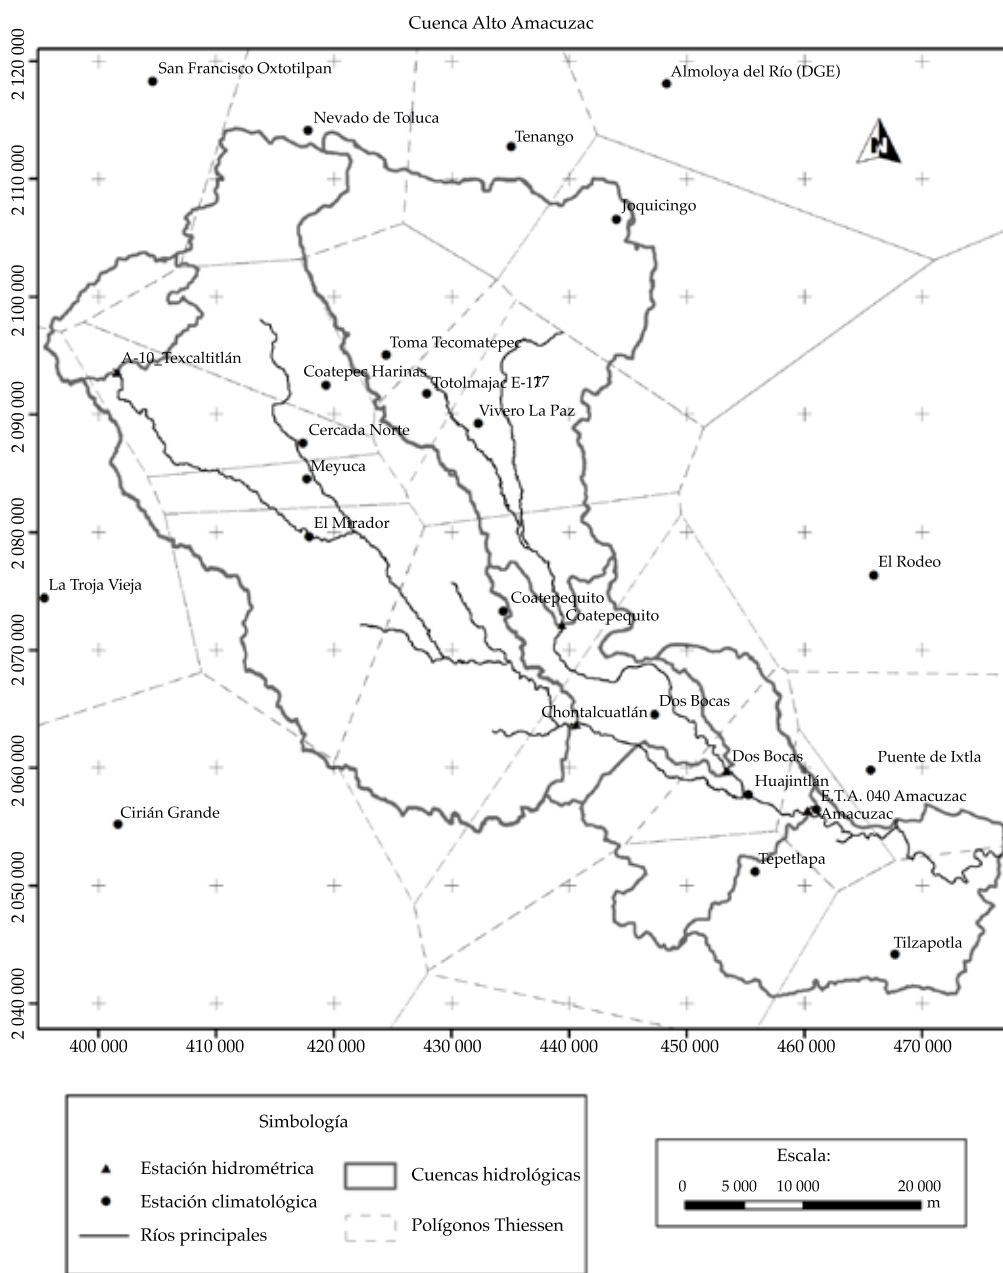 Cuenca Alto Amacuzac
2 120 000
2 110 000
2 100 000
2 090 000
2 080 000
2 070 000
2 060 000
2 050 000
2 040 000
San Francisco Oxtotilpan
Almoloya del Río (DGE)
Nevado de Toluca
Tenango
N
Joquicingo
Toma Tecomatepec
A-10_Texcaltitlán
Coatepec Harinas
Totolmajac E-117
Vivero La Paz
Cercada Norte
Meyuca
El Mirador
El Rodeo
La Troja Vieja
Coatepequito
Coatepequito
Dos Bocas
Chontalcuatlán
Dos Bocas
Puente de Ixtla
Huajintlán
E.T.A. 040 Amacuzac
Amacuzac
Cirián Grande
Tepetlapa
Tilzapotla
400 000
410 000
420 000
430 000
440 000
450 000
460 000
470 000
Simbología
Estación hidrométrica
Estación climatológica
Ríos principales
Cuencas hidrológicas
Polígonos Thiessen
Escala:
0 5 000 10 000 20 000
m